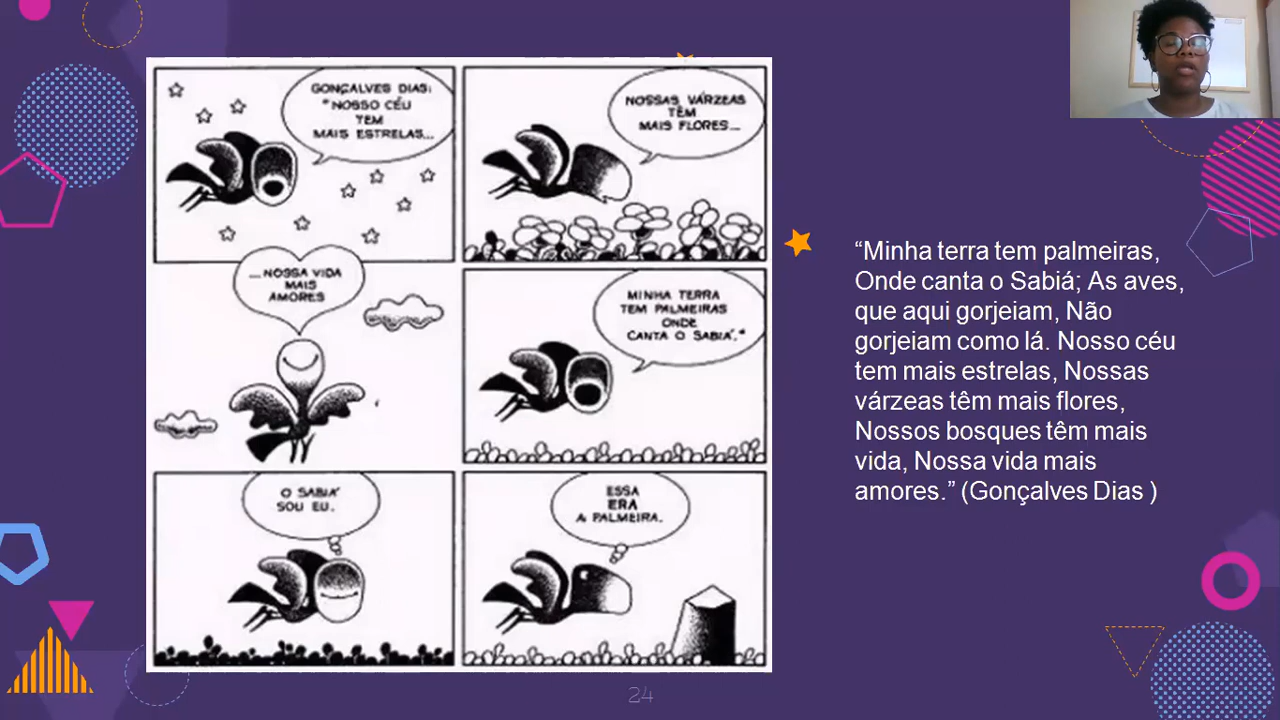 GONÇALVES DIAS:
"NOSSO CÉU
TEM
MAIS ESTRELAS...
NOSSAS VÁRZEAS
TÊM
MAIS FLORES...
...NOSSA VIDA
MAIS
AMORES
MINHA TERRA
TEM PALMEIRAS
ONDE
CANTA O SABIÁ."
O SABIÁ
SOU EU.
ESSA
ERA
A PALMEIRA.
“Minha terra tem palmeiras,
Onde canta o Sabiá; As aves,
que aqui gorjeiam, Não
gorjeiam como lá. Nosso céu
tem mais estrelas, Nossas
várzeas têm mais flores,
Nossos bosques têm mais
vida, Nossa vida mais
amores.” (Gonçalves Dias )
24